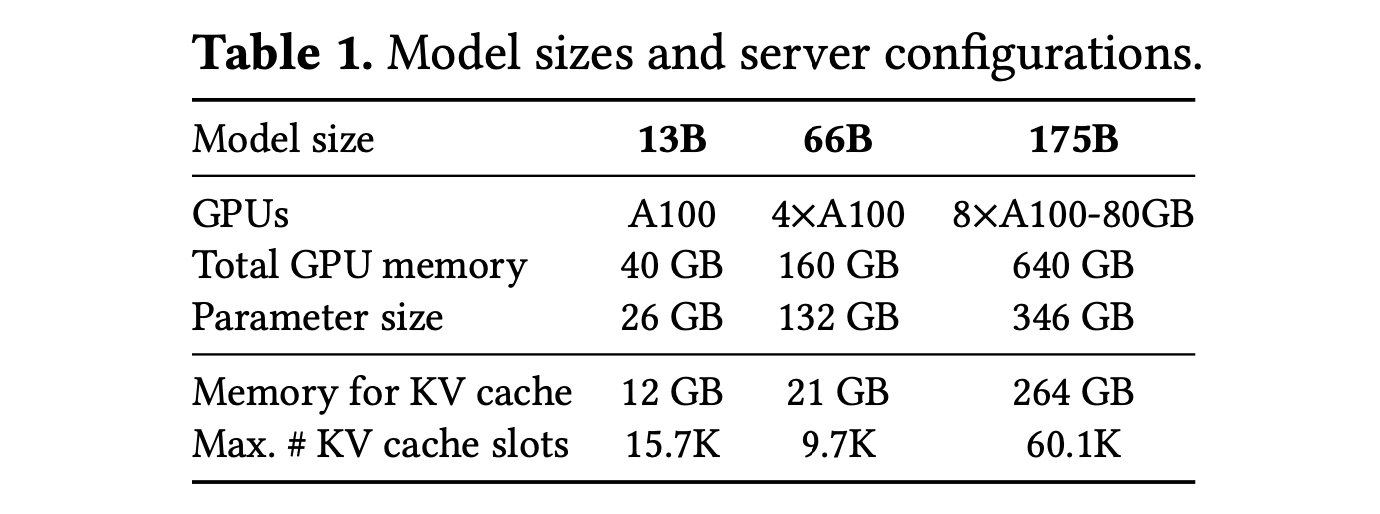 Table 1. Model sizes and server configurations.
Model size 13B 66B 175B
GPUs A100 4×A100 8×A100-80GB
Total GPU memory 40 GB 160 GB 640 GB
Parameter size 26 GB 132 GB 346 GB
Memory for KV cache 12 GB 21 GB 264 GB
Max. # KV cache slots 15.7K 9.7K 60.1K